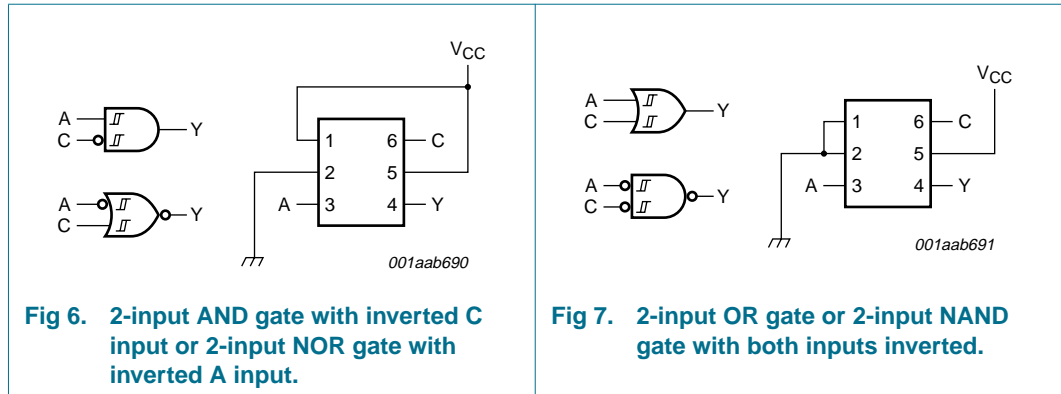 VCC
A
C
Y
1
6
C
2
5
A
3
4
Y
A
C
Y
001aab690
Fig 6. 2-input AND gate with inverted C
input or 2-input NOR gate with
inverted A input.
VCC
A
C
Y
1
6
C
2
5
A
3
4
Y
A
C
Y
001aab691
Fig 7. 2-input OR gate or 2-input NAND
gate with both inputs inverted.